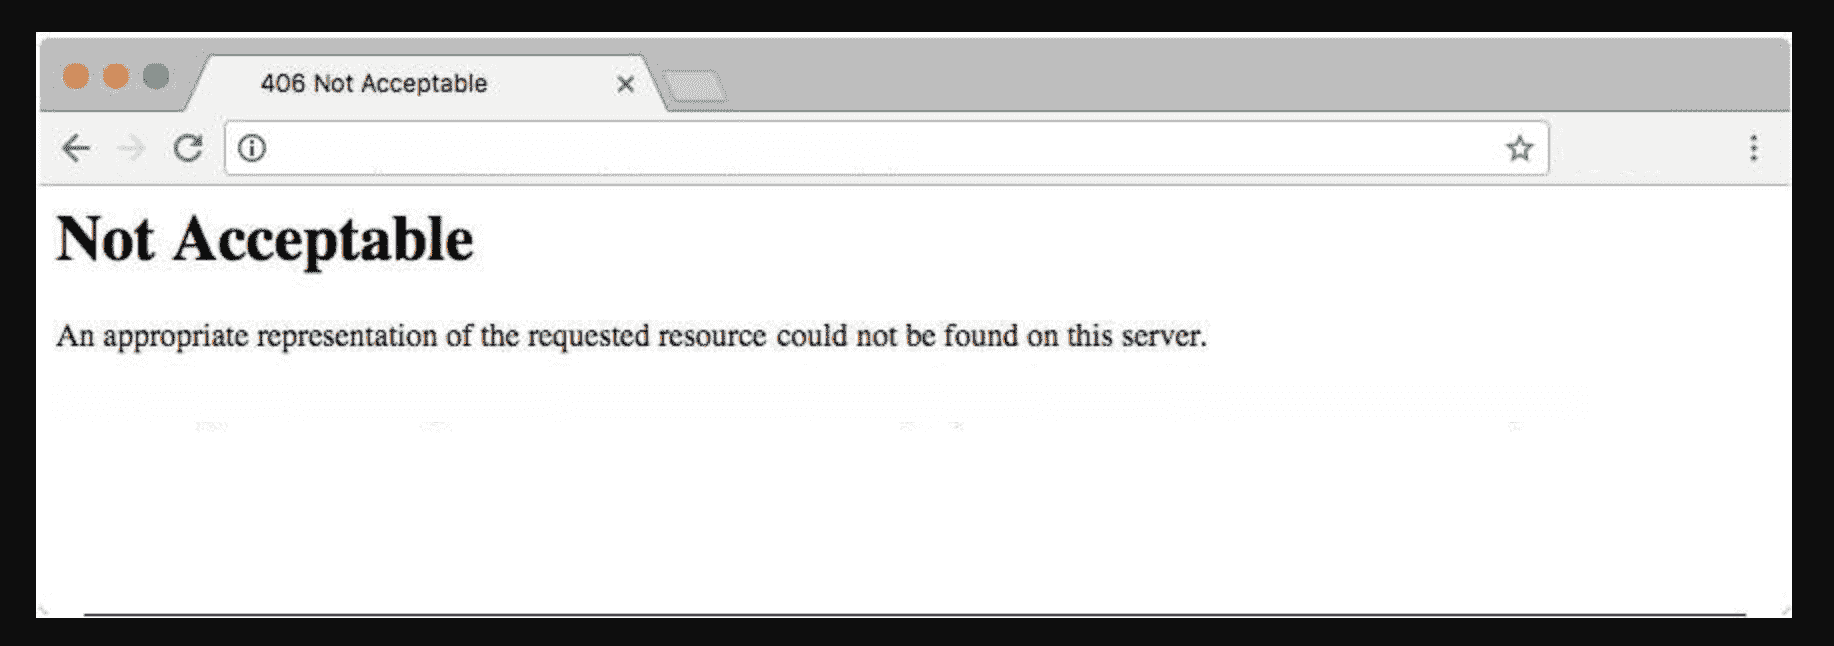 406 Not Acceptable
Not Acceptable
An appropriate representation of the requested resource could not be found on this server.